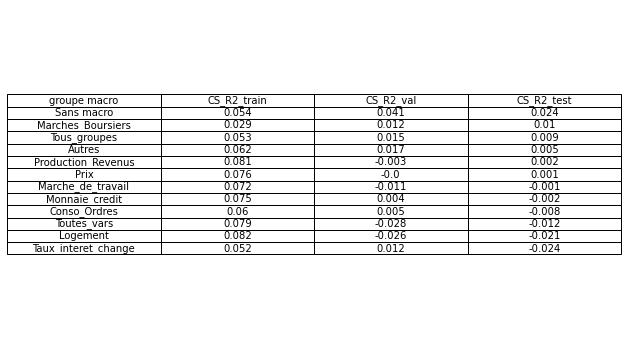 groupe macro CS_R2_train CS_R2_val CS_R2_test
Sans macro 0.054 0.041 0.024
Marches_Boursiers 0.029 0.012 0.01
Tous_groupes 0.053 0.015 0.009
Autres 0.062 0.017 0.005
Production_Revenus 0.081 -0.003 0.002
Prix 0.076 -0.0 0.001
Marche_de_travail 0.072 -0.011 -0.001
Monnaie_credit 0.075 0.004 -0.002
Conso_Ordres 0.06 0.005 -0.008
Toutes_vars 0.079 -0.028 -0.012
Logement 0.082 -0.026 -0.021
Taux_interet_change 0.052 0.012 -0.024